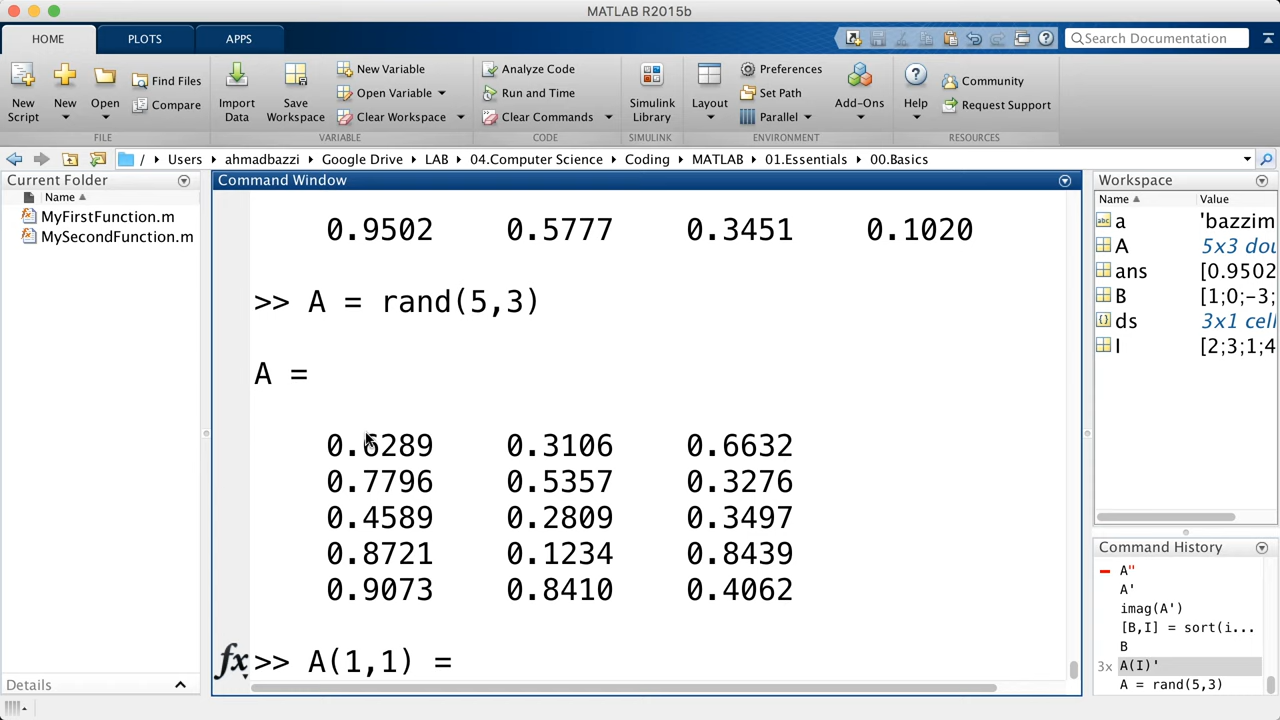 MATLAB R2015b
HOME PLOTS APPS
Search Documentation
New Script
New
Open
Find Files
Compare
FILE
Import Data
Save Workspace
New Variable
Open Variable
Clear Workspace
VARIABLE
Analyze Code
Run and Time
Clear Commands
CODE
Simulink Library
SIMULINK
Layout
Preferences
Set Path
Parallel
ENVIRONMENT
Add-Ons
Help
Community
Request Support
RESOURCES
/ Users ahmadbazzi Google Drive LAB 04.Computer Science Coding MATLAB 01.Essentials 00.Basics
Current Folder
Name
MyFirstFunction.m
MySecondFunction.m
Details
Command Window
0.9502 0.5777 0.3451 0.1020
>> A = rand(5,3)
A =
0.6289 0.3106 0.6632
0.7796 0.5357 0.3276
0.4589 0.2809 0.3497
0.8721 0.1234 0.8439
0.9073 0.8410 0.4062
fx >> A(1,1) =
Workspace
Name Value
abc a 'bazzim
A 5x3 dou
ans [0.9502
B [1;0;-3;
{} ds 3x1 cell
I [2;3;1;4
Command History
A"
A'
imag(A')
[B,I] = sort(i...
B
3x A(I)'
A = rand(5,3)